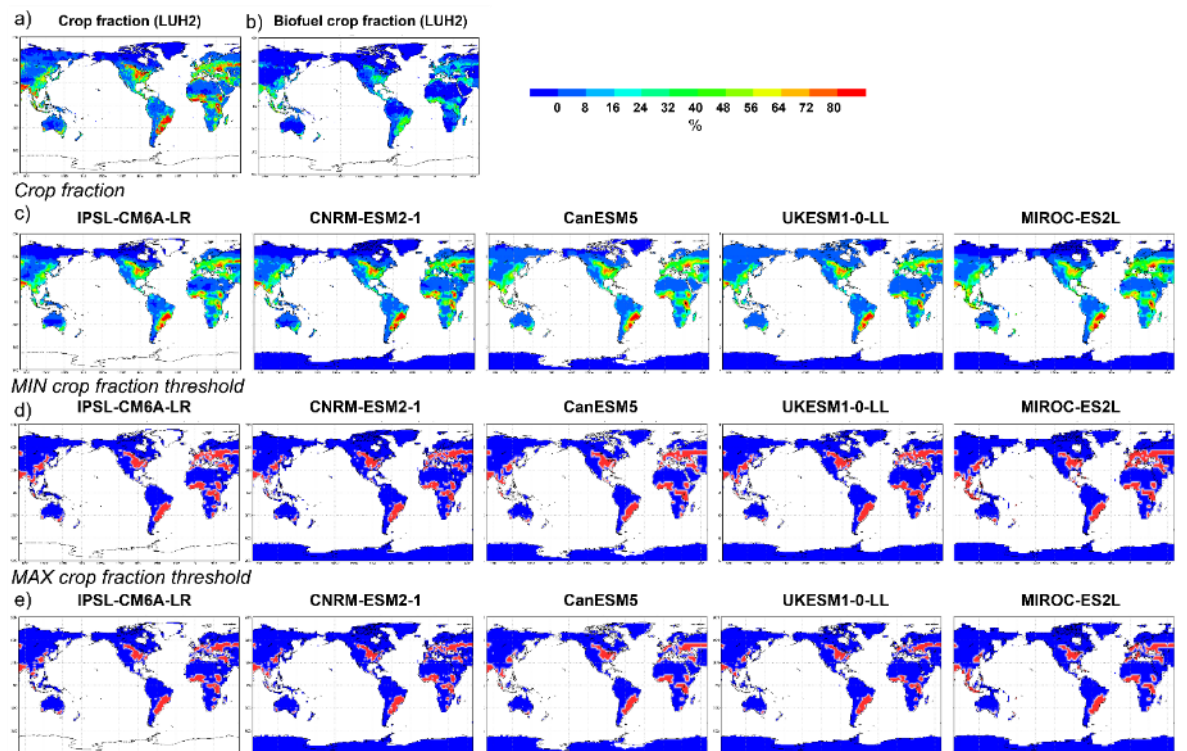 a) Crop fraction (LUH2) b) Biofuel crop fraction (LUH2)
0 8 16 24 32 40 48 56 64 72 80
%
Crop fraction
c) IPSL-CM6A-LR CNRM-ESM2-1 CanESM5 UKESM1-0-LL MIROC-ES2L
MIN crop fraction threshold
d) IPSL-CM6A-LR CNRM-ESM2-1 CanESM5 UKESM1-0-LL MIROC-ES2L
MAX crop fraction threshold
e) IPSL-CM6A-LR CNRM-ESM2-1 CanESM5 UKESM1-0-LL MIROC-ES2L